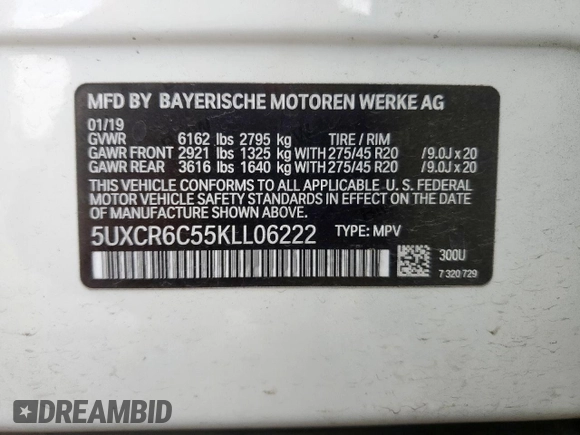 MFD BY BAYERISCHE MOTOREN WERKE AG
01/19
GVWR 6162 lbs 2795 kg TIRE / RIM
GAWR FRONT 2921 lbs 1325 kg WITH 275/45 R20 / 9.0J x 20
GAWR REAR 3616 lbs 1640 kg WITH 275/45 R20 / 9.0J x 20
THIS VEHICLE CONFORMS TO ALL APPLICABLE U. S. FEDERAL
MOTOR VEHICLE SAFETY STANDARDS IN EFFECT ON THE
DATE OF MANUFACTURE SHOWN ABOVE.
5UXCR6C55KLL06222 TYPE: MPV
300U
7 320 729
DREAMBID